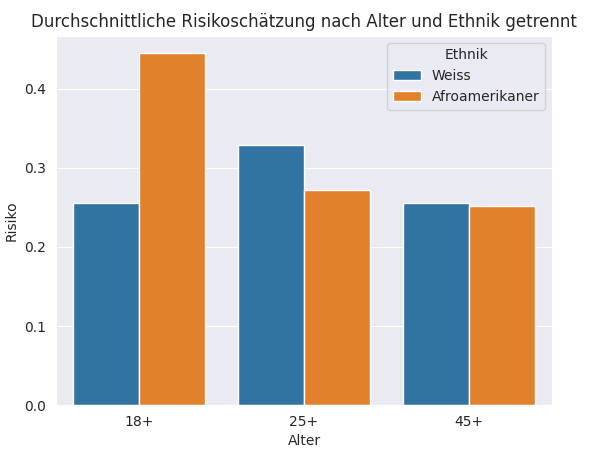 Durchschnittliche Risikoschätzung nach Alter und Ethnik getrennt
Ethnik
Weiss
Afroamerikaner
0.4
0.3
0.2
0.1
0.0
Risiko
18+ 25+ 45+
Alter